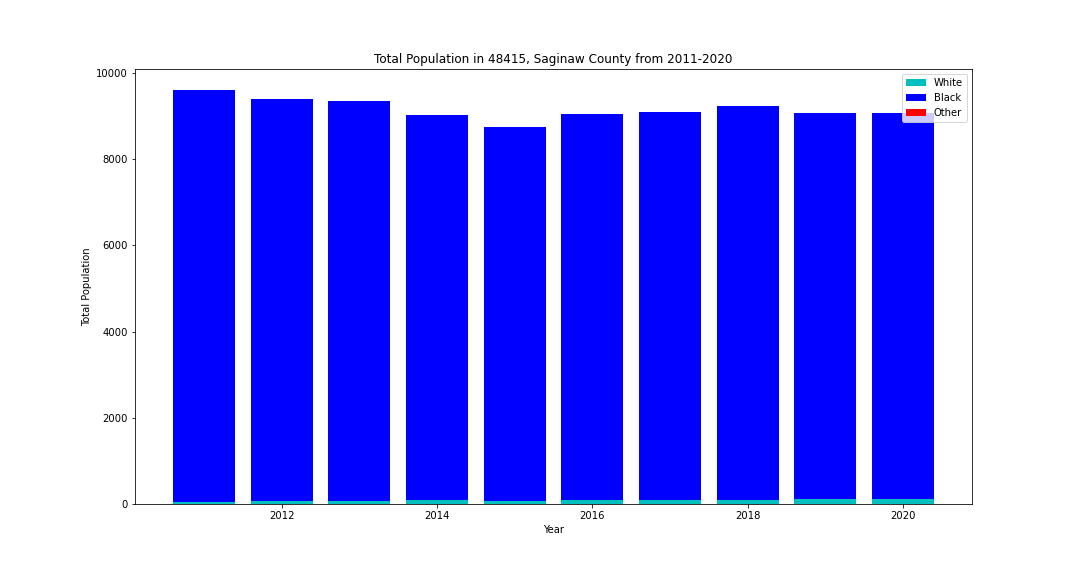 Total Population in 48415, Saginaw County from 2011-2020
10000
8000
6000
4000
2000
0
Total Population
White
Black
Other
2012
2014
2016
2018
2020
Year